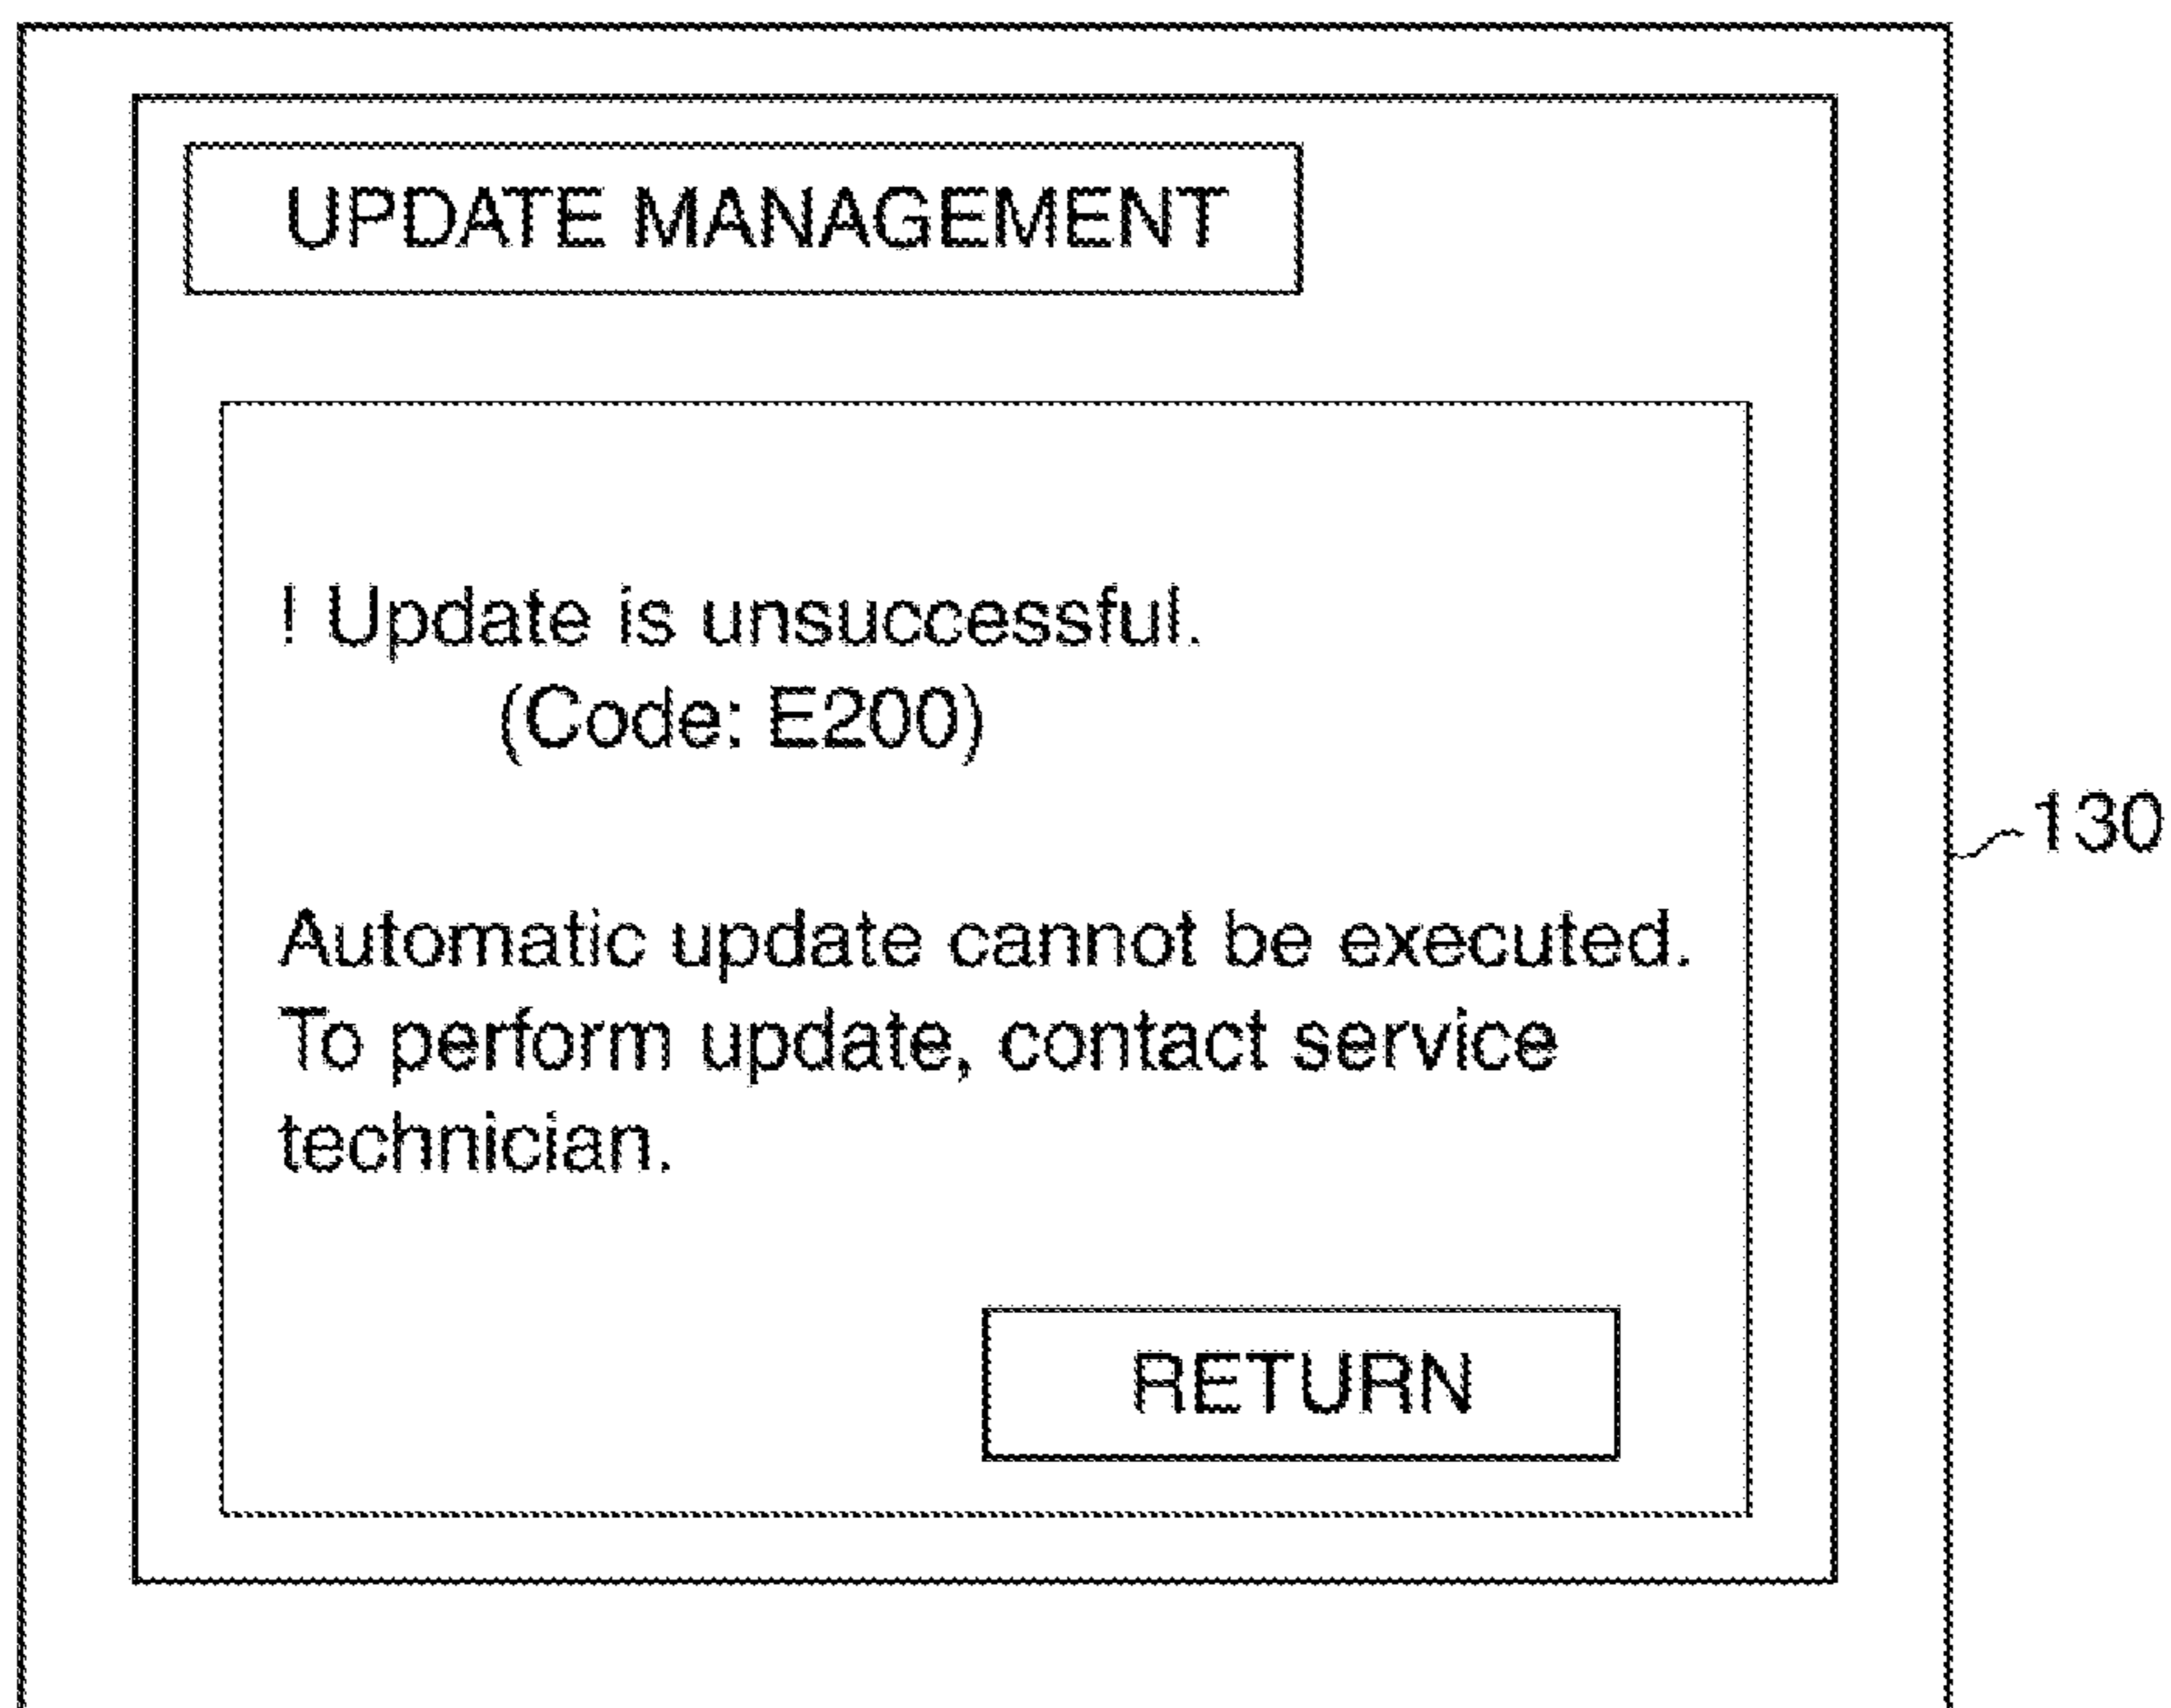 UPDATE MANAGEMENT
! Update is unsuccessful.
(Code: E200)
130
Automatic update cannot be executed.
To perform update, contact service
technician.
RETURN